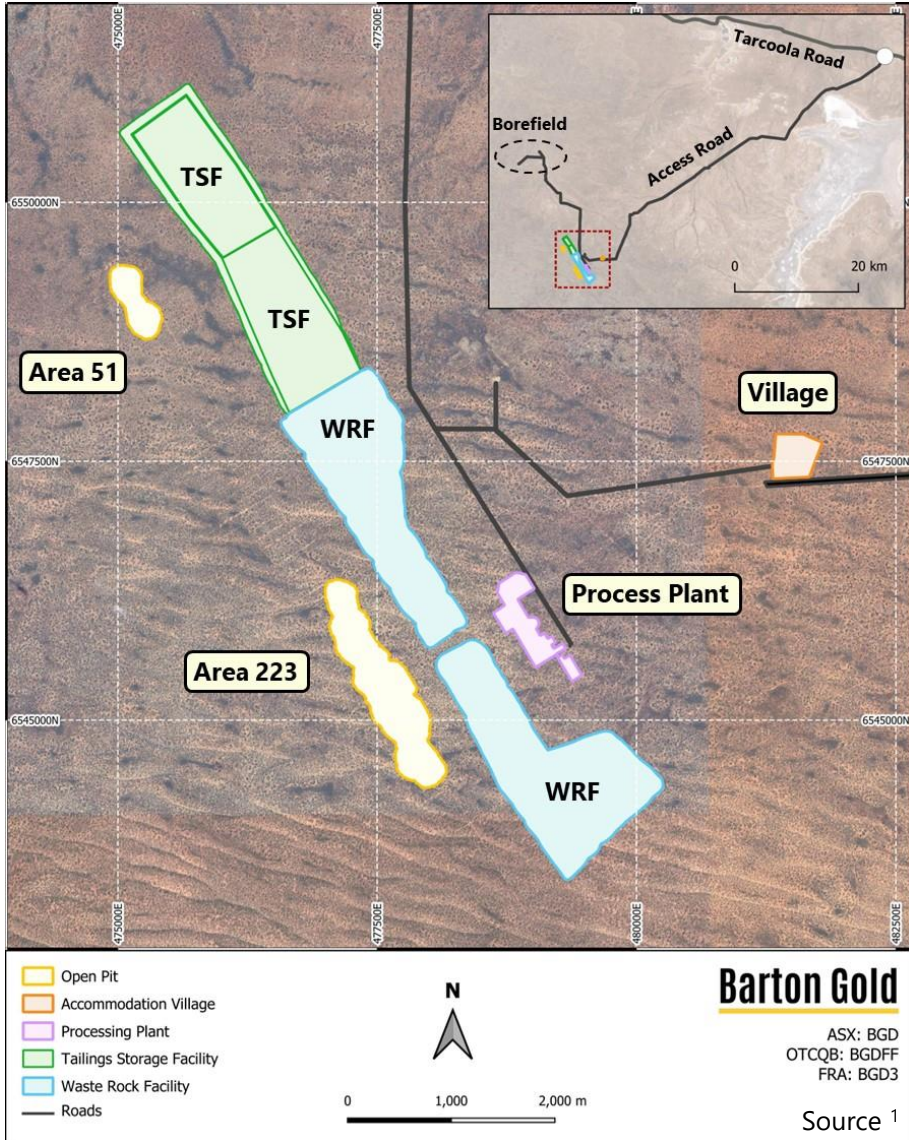 475000E
477500E
Tarcoola Road
Borefield
Access Road
0 20 km
TSF
6550000N
TSF
Area 51
Village
WRF
6547500N
6547500N
Process Plant
Area 223
6545000N
6545000N
WRF
475000E
477500E
480000E
482500E
Open Pit
Accommodation Village
Processing Plant
Tailings Storage Facility
Waste Rock Facility
Roads
N
0 1,000 2,000 m
Barton Gold
ASX: BGD
OTCQB: BGDFF
FRA: BGD3
Source 1